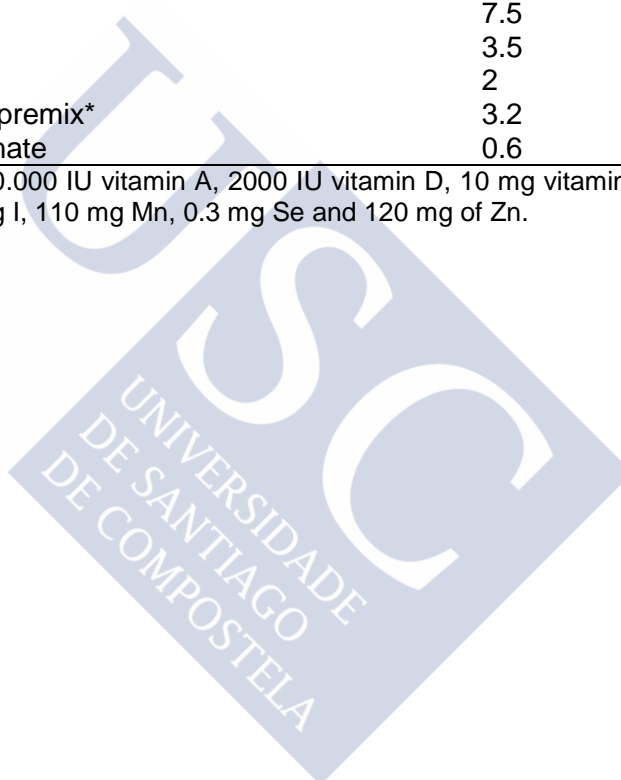 7.5
3.5
2
premix* 3.2
0.6
0.000 IU vitamin A, 2000 IU vitamin D, 10 mg vitamin
I, 110 mg Mn, 0.3 mg Se and 120 mg of Zn.
USC
UNIVERSIDADE
DE SANTIAGO
DE COMPOSTELA